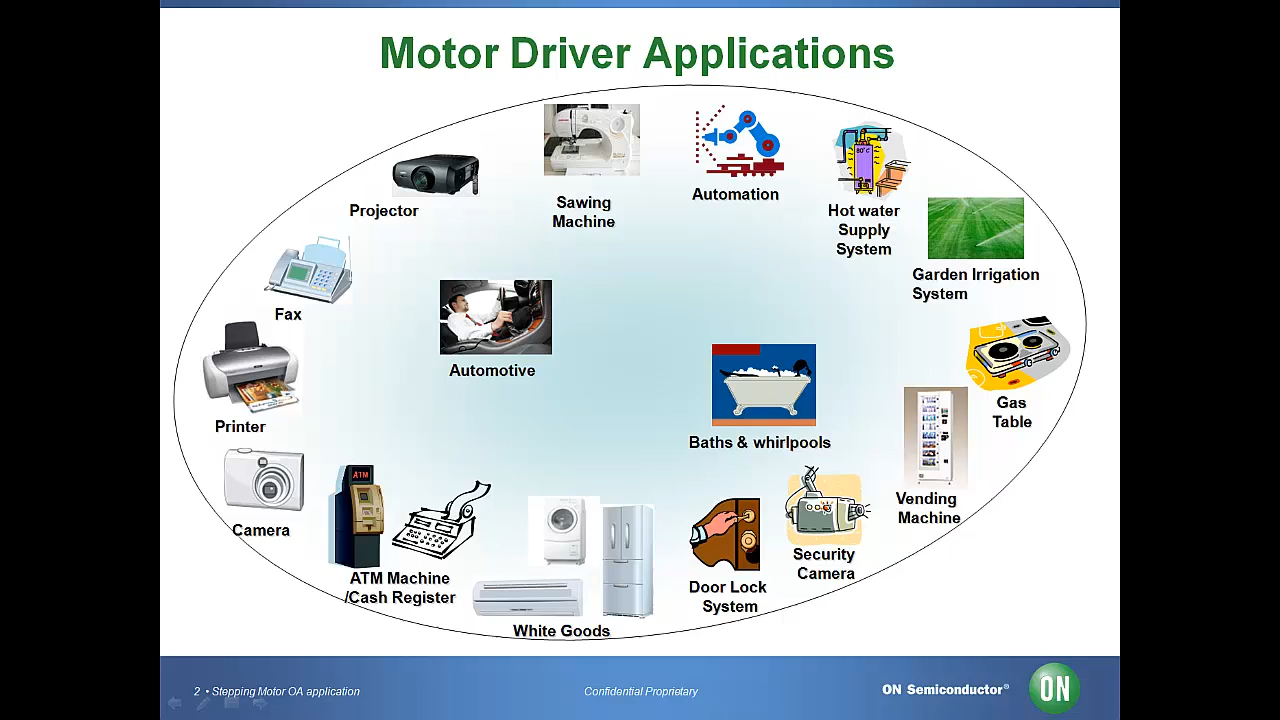 Motor Driver Applications
Projector
Sawing
Machine
Automation
80°C
Hot water
Supply
System
Garden Irrigation
System
Fax
Automotive
Printer
Baths & whirlpools
Gas
Table
Camera
ATM
ATM Machine
/Cash Register
White Goods
Door Lock
System
Security
Camera
Vending
Machine
2 • Stepping Motor OA application
Confidential Proprietary
ON Semiconductor®
ON